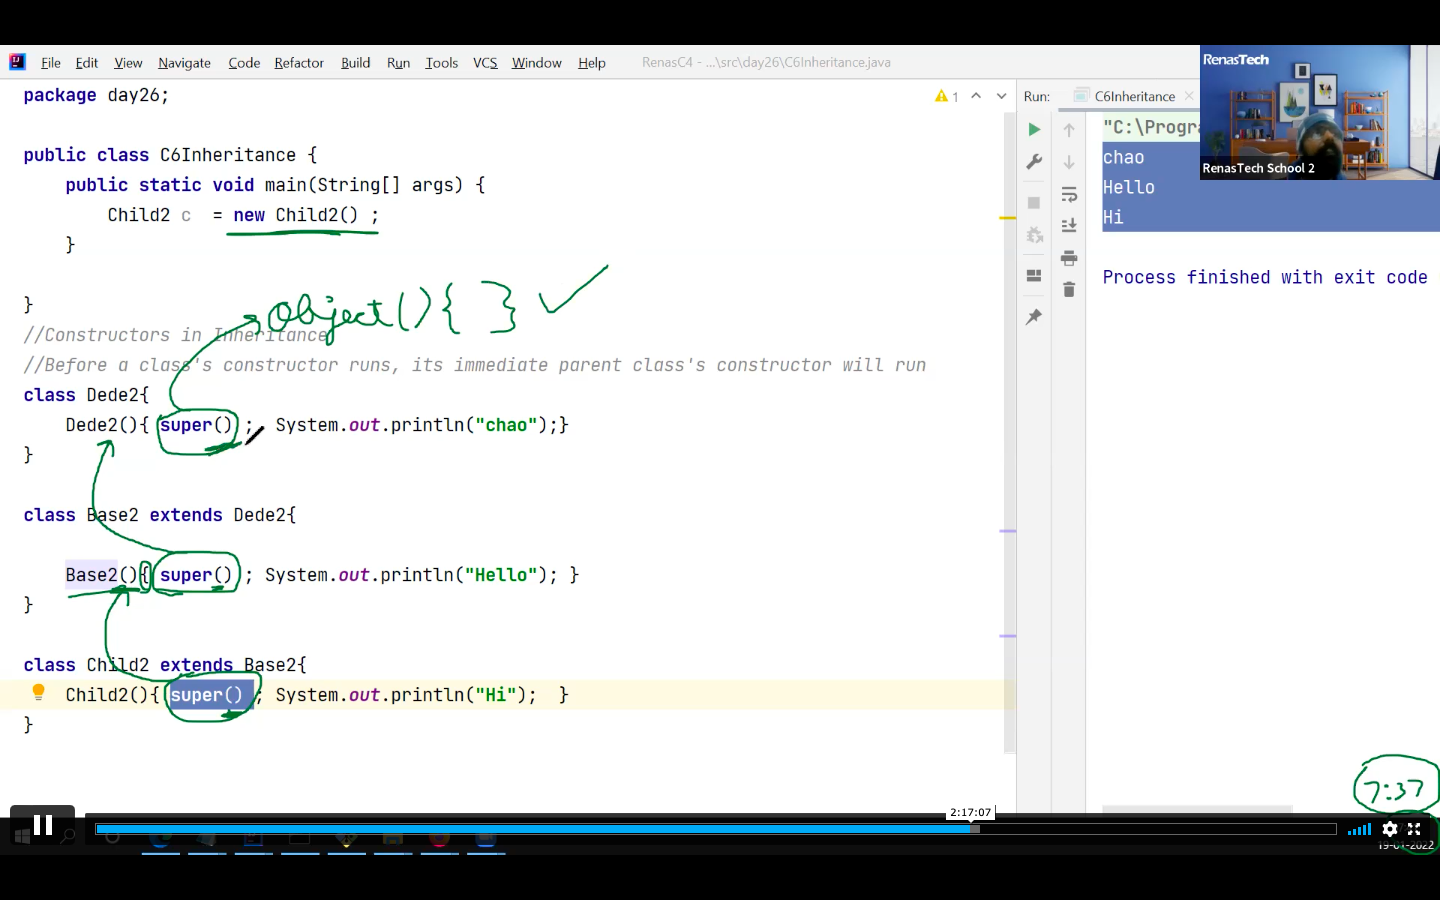 File Edit View Navigate Code Refactor Build Run Tools VCS Window Help RenasC4 - ...\src\day26\C6Inheritance.java
RenasTech
package day26;
1
Run: C6Inheritance
"C:\Progra
public class C6Inheritance {
chao
RenasTech School 2
public static void main(String[] args) {
Hello
Child2 c = new Child2() ;
Hi
}
Process finished with exit code
}
object(){ }
//Constructors in Inheritance
//Before a class's constructor runs, its immediate parent class's constructor will run
class Dede2{
Dede2(){ super() ; System.out.println("chao");}
}
class Base2 extends Dede2{
Base2(){ super() ; System.out.println("Hello"); }
}
class Child2 extends Base2{
Child2(){ super() ; System.out.println("Hi"); }
}
7:37
2:17:07
19-01-2022